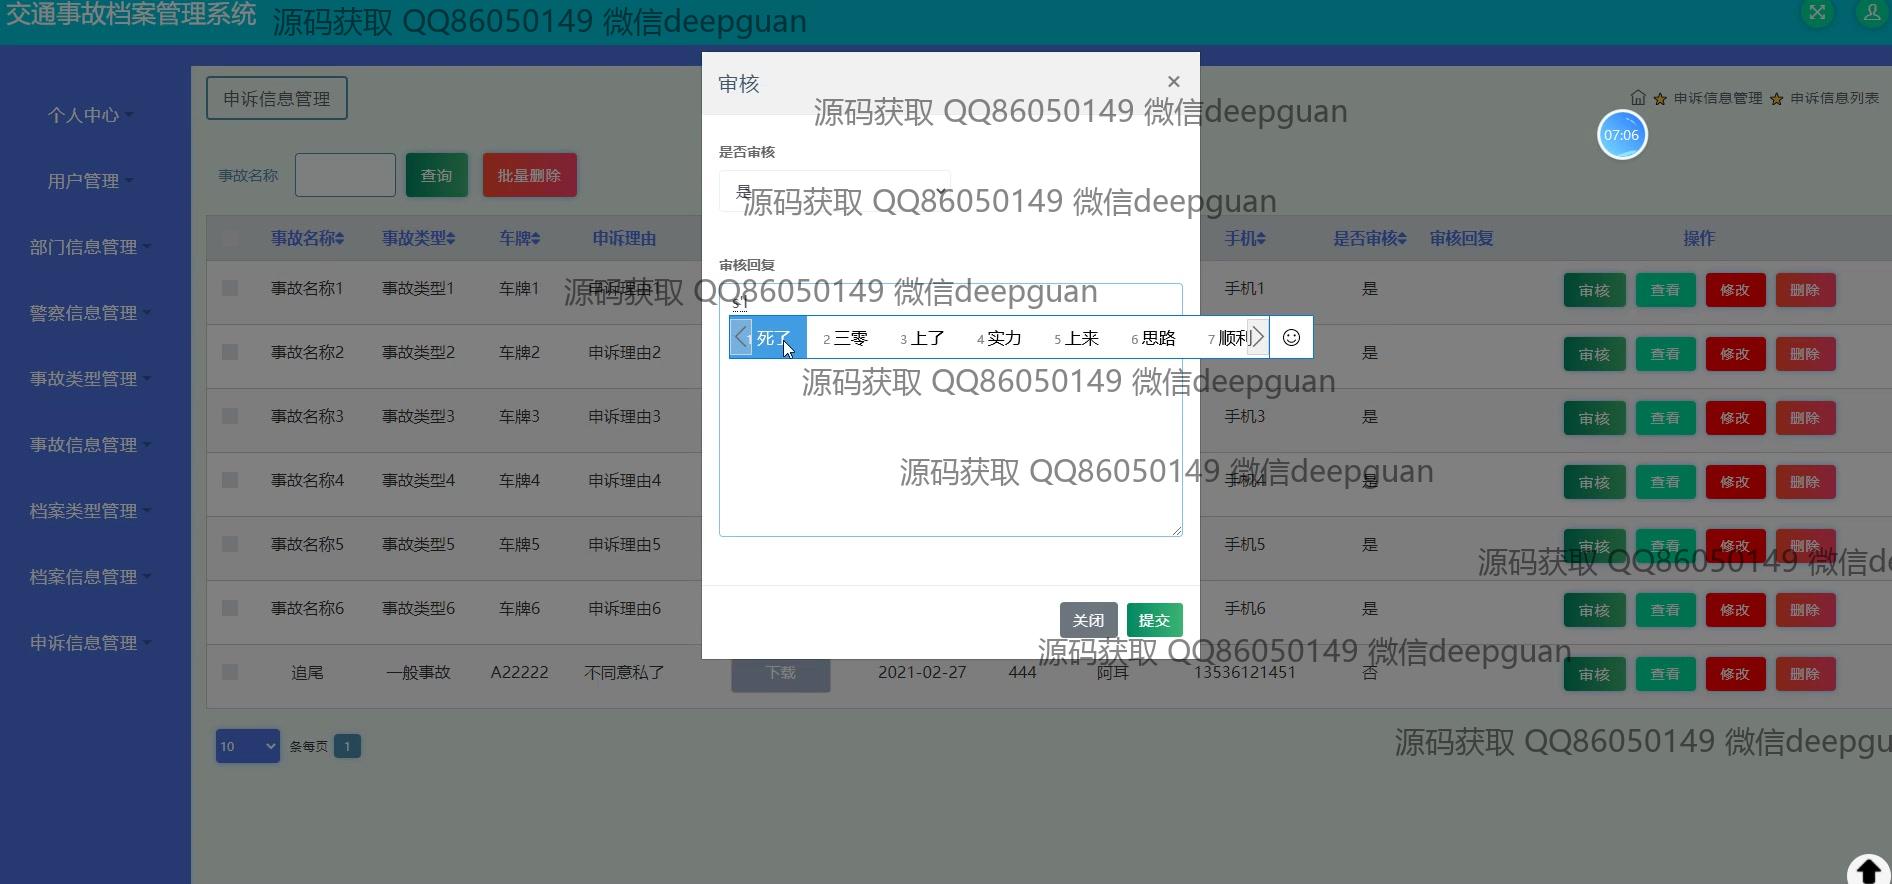 交通事故档案管理系统
源码获取 QQ86050149 微信deepguan
个人中心
用户管理
部门信息管理
警察信息管理
事故类型管理
事故信息管理
档案类型管理
档案信息管理
申诉信息管理
申诉信息管理
申诉信息管理 申诉信息列表
07:06
事故名称 查询 批量删除
审核 ×
源码获取 QQ86050149 微信deepguan
是否审核
是
源码获取 QQ86050149 微信deepguan
审核回复
源码获取 QQ86050149 微信deepguan
s'l
1 死了 2 三零 3 上了 4 实力 5 上来 6 思路 7 顺利
源码获取 QQ86050149 微信deepguan
源码获取 QQ86050149 微信deepguan
关闭 提交
源码获取 QQ86050149 微信deepguan
事故名称 事故类型 车牌 申诉理由 手机 是否审核 审核回复 操作
事故名称1 事故类型1 车牌1 申诉理由1 手机1 是 审核 查看 修改 删除
事故名称2 事故类型2 车牌2 申诉理由2 是 审核 查看 修改 删除
事故名称3 事故类型3 车牌3 申诉理由3 手机3 是 审核 查看 修改 删除
事故名称4 事故类型4 车牌4 申诉理由4 手机4 是 审核 查看 修改 删除
事故名称5 事故类型5 车牌5 申诉理由5 手机5 是 审核 查看 修改 删除
源码获取 QQ86050149 微信de
事故名称6 事故类型6 车牌6 申诉理由6 手机6 是 审核 查看 修改 删除
追尾 一般事故 A22222 不同意私了 下载 2021-02-27 444 阿耳 13536121451 否 审核 查看 修改 删除
10 条每页 1
源码获取 QQ86050149 微信deepgu